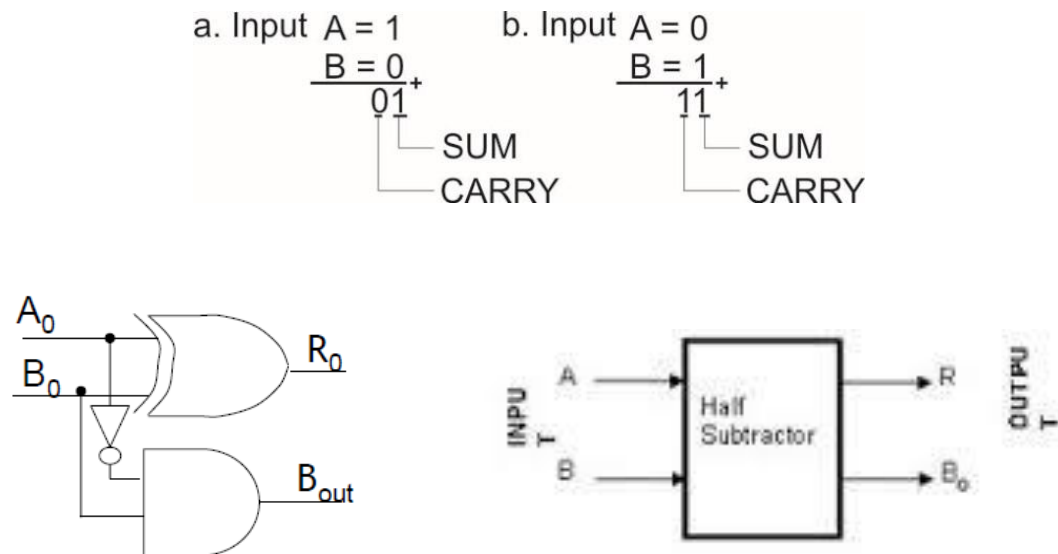 a. Input A = 1 b. Input A = 0
B = 0 B = 1
+ +
01 11
SUM SUM
CARRY CARRY
A₀
R₀
B₀
Bₒᵤₜ
INPU
T
A
B
Half
Subtractor
R
Bₒ
OUTPU
T